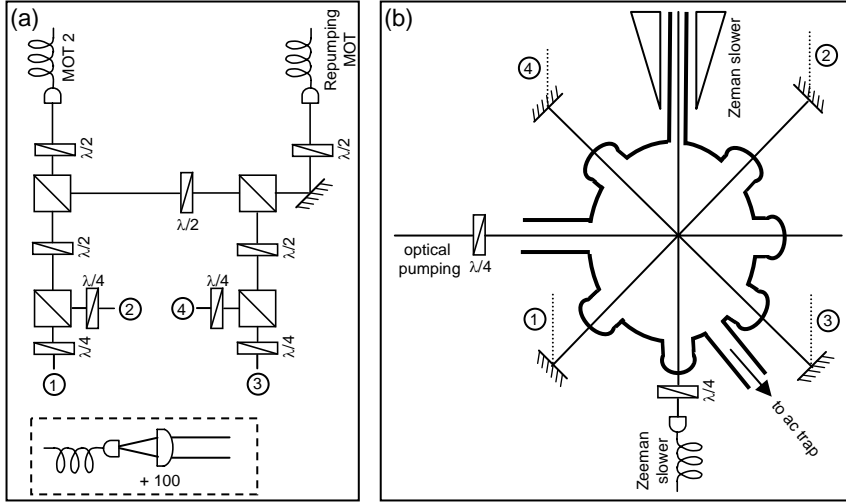 (a)
MOT 2
Repumping
MOT
λ/2
λ/2
λ/2
λ/2
λ/2
λ/4
2
4
λ/4
λ/4
λ/4
1
3
+ 100
(b)
4
2
Zeman slower
optical
pumping
λ/4
1
3
λ/4
to ac trap
Zeeman
slower